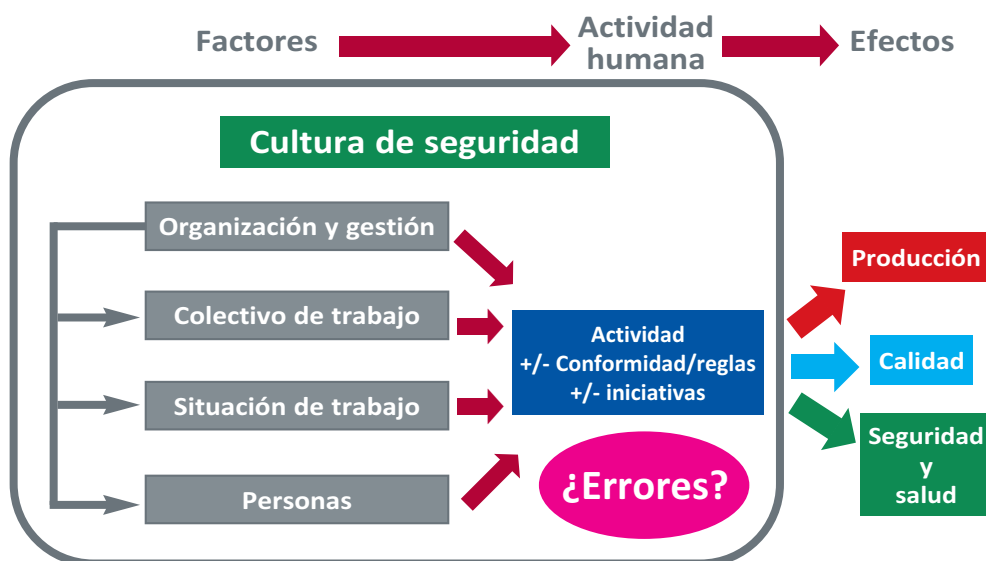 Factores
Actividad
humana
Efectos
Cultura de seguridad
Organización y gestión
Colectivo de trabajo
Situación de trabajo
Personas
Actividad
+/- Conformidad/reglas
+/- iniciativas
¿Errores?
Producción
Calidad
Seguridad
y
salud